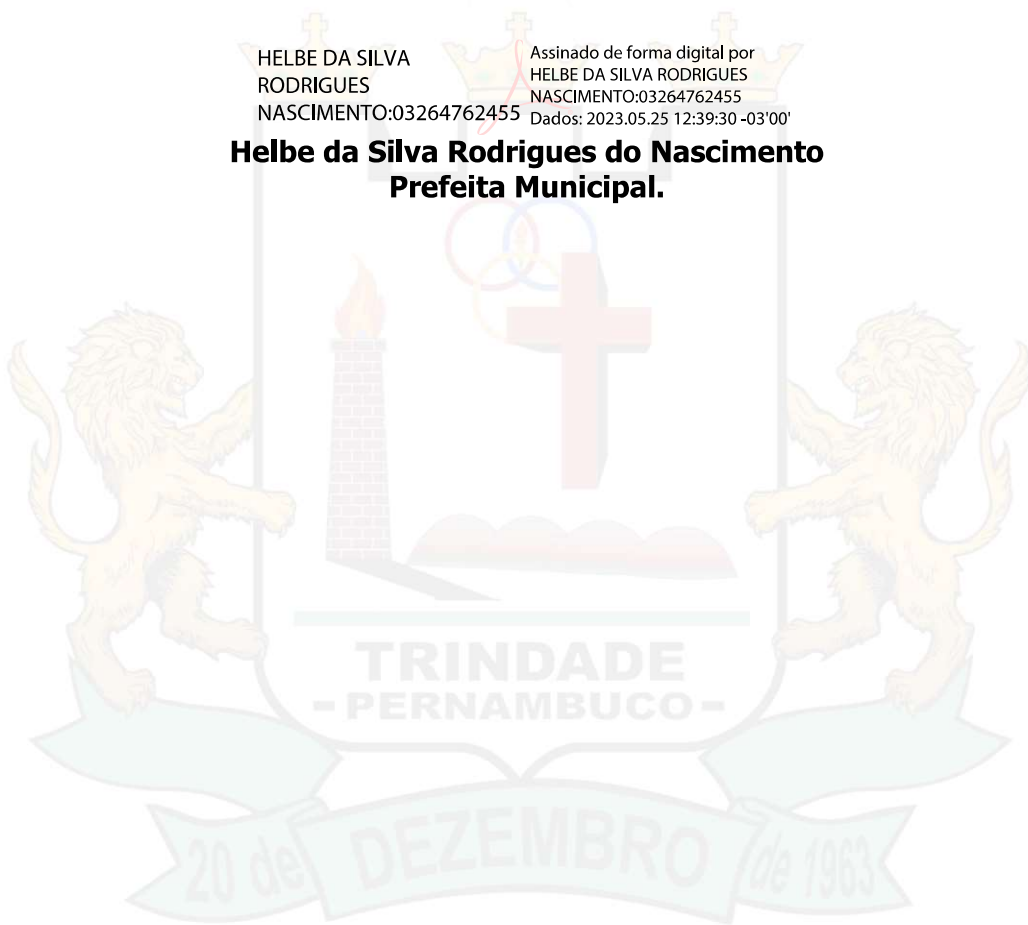 HELBE DA SILVA
RODRIGUES
NASCIMENTO:03264762455
Assinado de forma digital por
HELBE DA SILVA RODRIGUES
NASCIMENTO:03264762455
Dados: 2023.05.25 12:39:30 -03'00'
Helbe da Silva Rodrigues do Nascimento
Prefeita Municipal.
TRINDADE
- PERNAMBUCO -
20 de DEZEMBRO de 1963